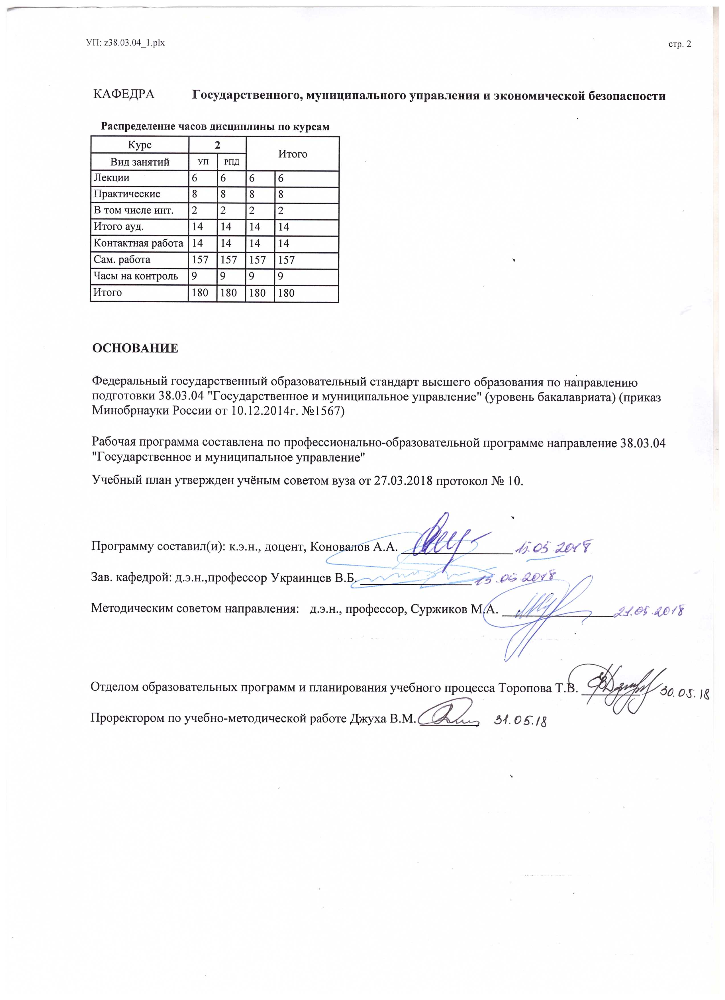 УП: z38.03.04_1.plx стр. 2
КАФЕДРА Государственного, муниципального управления и экономической безопасности
Распределение часов дисциплины по курсам
Курс 2 Итого
Вид занятий УП РПД
Лекции 6 6 6 6
Практические 8 8 8 8
В том числе инт. 2 2 2 2
Итого ауд. 14 14 14 14
Контактная работа 14 14 14 14
Сам. работа 157 157 157 157
Часы на контроль 9 9 9 9
Итого 180 180 180 180
ОСНОВАНИЕ
Федеральный государственный образовательный стандарт высшего образования по направлению
подготовки 38.03.04 "Государственное и муниципальное управление" (уровень бакалавриата) (приказ
Минобрнауки России от 10.12.2014г. №1567)
Рабочая программа составлена по профессионально-образовательной программе направление 38.03.04
"Государственное и муниципальное управление"
Учебный план утвержден учёным советом вуза от 27.03.2018 протокол № 10.
Программу составил(и): к.э.н., доцент, Коновалов А.А. 15.05 2018
Зав. кафедрой: д.э.н.,профессор Украинцев В.Б. 15.05 2018
Методическим советом направления: д.э.н., профессор, Суржиков М.А. 21.05.2018
Отделом образовательных программ и планирования учебного процесса Торопова Т.В. 30.05.18
Проректором по учебно-методической работе Джуха В.М. 31.05.18